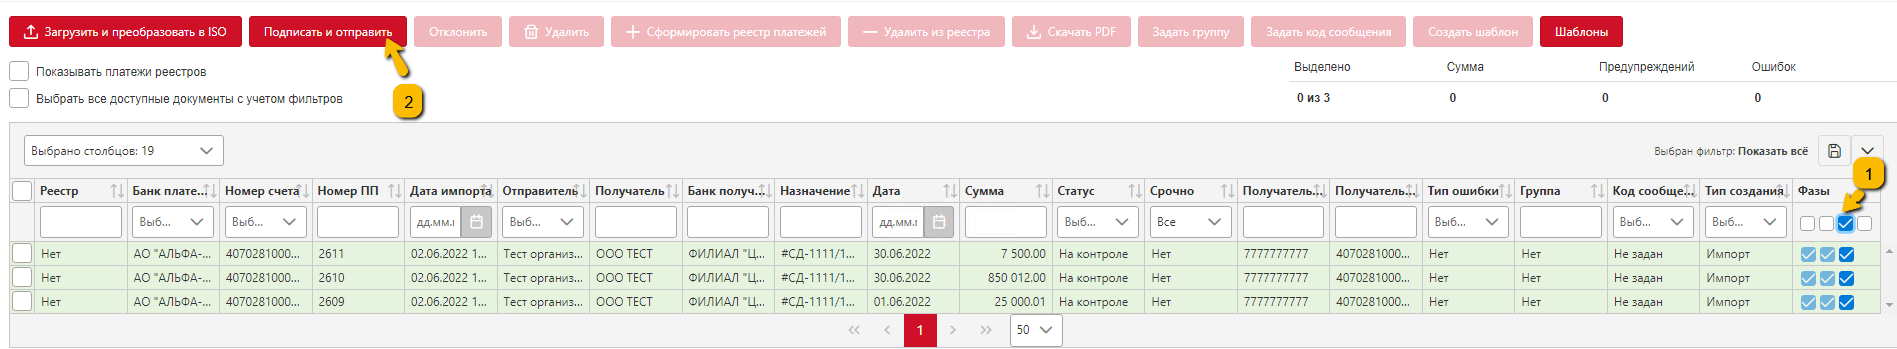 Загрузить и преобразовать в ISO Подписать и отправить Отклонить Удалить Сформировать реестр платежей Удалить из реестра Скачать PDF Задать группу Задать код сообщения Создать шаблон Шаблоны
Показывать платежи реестров Выделено Сумма Предупреждений Ошибок
Выбрать все доступные документы с учетом фильтров 2 0 из 3 0 0 0
Выбрано столбцов: 19 Выбран фильтр: Показать всё
1
Реестр Банк плате... Номер счета Номер ПП Дата импорта Отправитель Получатель Банк получ... Назначение Дата Сумма Статус Срочно Получатель... Получатель... Тип ошибки Группа Код сообще... Тип создания Фазы
Выб... Выб... дд.мм.г Выб... дд.мм.г Выб... Все Выб... Выб... Выб...
Нет АО "АЛЬФА-... 4070281000... 2611 02.06.2022 1... Тест организ... ООО ТЕСТ ФИЛИАЛ "Ц... #СД-1111/1... 30.06.2022 7 500.00 На контроле Нет 7777777777 4070281000... Нет Нет Не задан Импорт
Нет АО "АЛЬФА-... 4070281000... 2610 02.06.2022 1... Тест организ... ООО ТЕСТ ФИЛИАЛ "Ц... #СД-1111/1... 30.06.2022 850 012.00 На контроле Нет 7777777777 4070281000... Нет Нет Не задан Импорт
Нет АО "АЛЬФА-... 4070281000... 2609 02.06.2022 1... Тест организ... ООО ТЕСТ ФИЛИАЛ "Ц... #СД-1111/1... 01.06.2022 25 000.01 На контроле Нет 7777777777 4070281000... Нет Нет Не задан Импорт
1 50